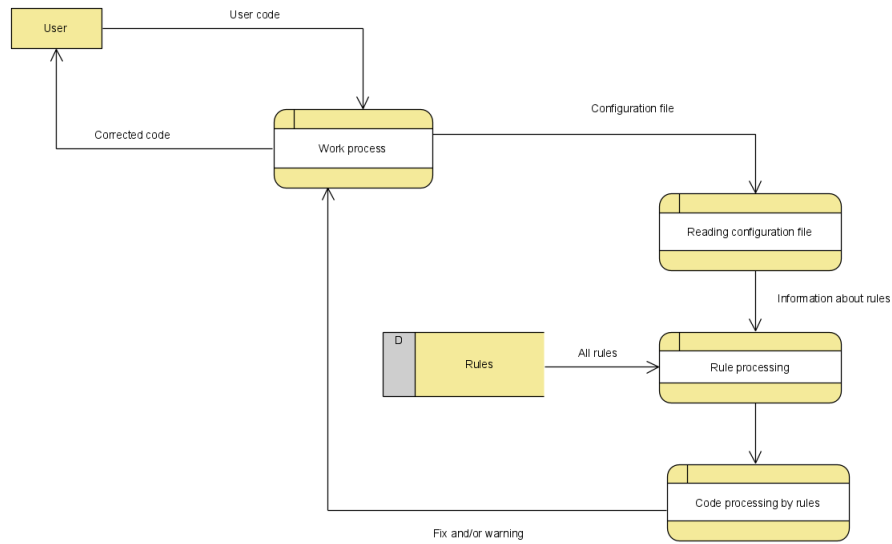 User code
User
Configuration file
Corrected code
Work process
Reading configuration file
Information about rules
D
All rules
Rules
Rule processing
Code processing by rules
Fix and/or warning